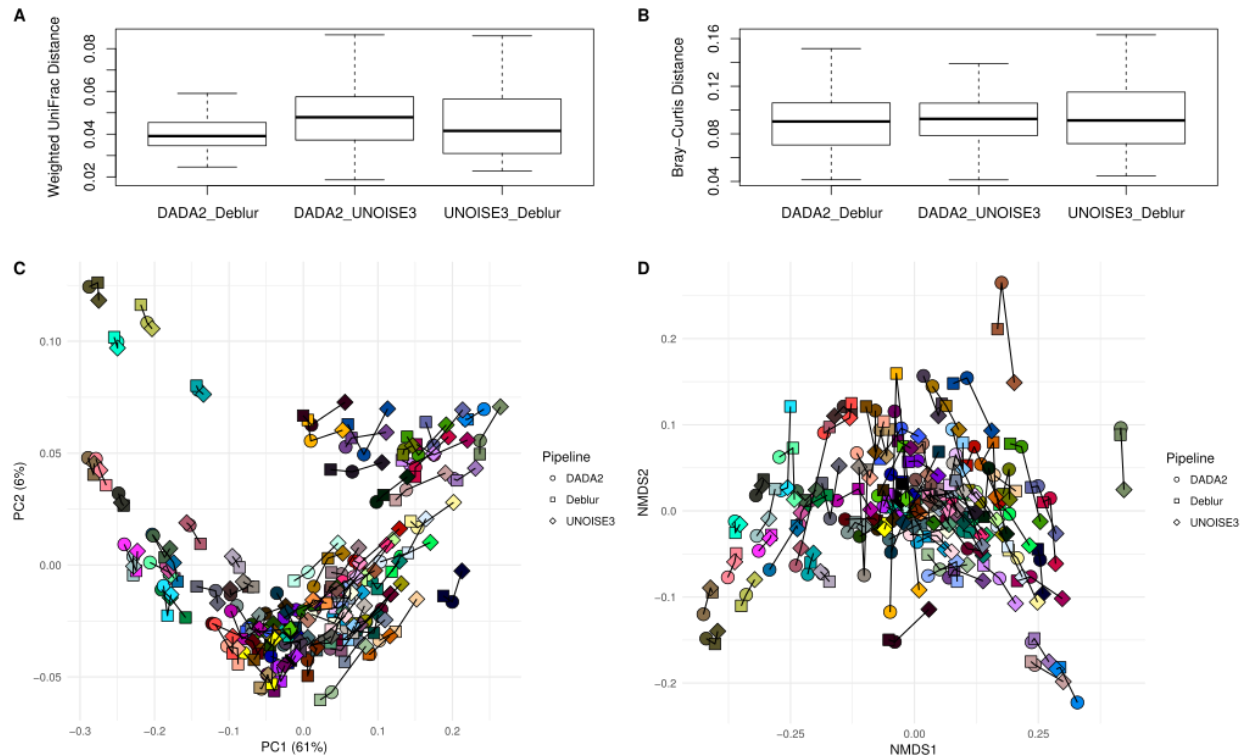 A
Weighted UniFrac Distance
0.02 0.04 0.06 0.08
DADA2_Deblur DADA2_UNOISE3 UNOISE3_Deblur
B
Bray−Curtis Distance
0.04 0.08 0.12 0.16
DADA2_Deblur DADA2_UNOISE3 UNOISE3_Deblur
C
PC2 (6%)
0.10
0.05
0.00
−0.05
−0.3 −0.2 −0.1 0.0 0.1 0.2
PC1 (61%)
Pipeline
DADA2
Deblur
UNOISE3
D
NMDS2
0.2
0.1
0.0
−0.1
−0.2
−0.25 0.00 0.25
NMDS1
Pipeline
DADA2
Deblur
UNOISE3